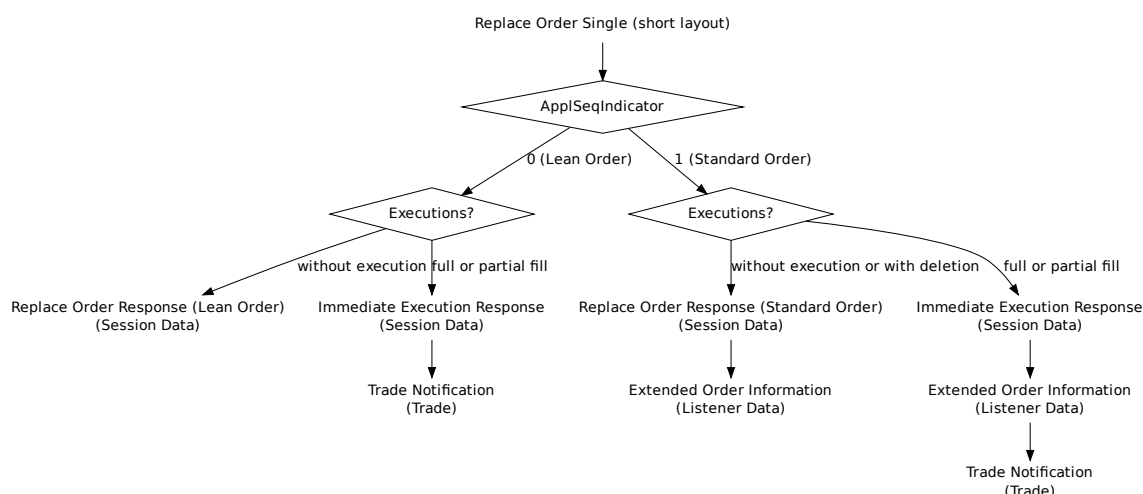 Replace Order Single (short layout)
ApplSeqIndicator
0 (Lean Order)
1 (Standard Order)
Executions?
Executions?
without execution
full or partial fill
without execution or with deletion
full or partial fill
Replace Order Response (Lean Order)
(Session Data)
Immediate Execution Response
(Session Data)
Replace Order Response (Standard Order)
(Session Data)
Immediate Execution Response
(Session Data)
Trade Notification
(Trade)
Extended Order Information
(Listener Data)
Extended Order Information
(Listener Data)
Trade Notification
(Trade)